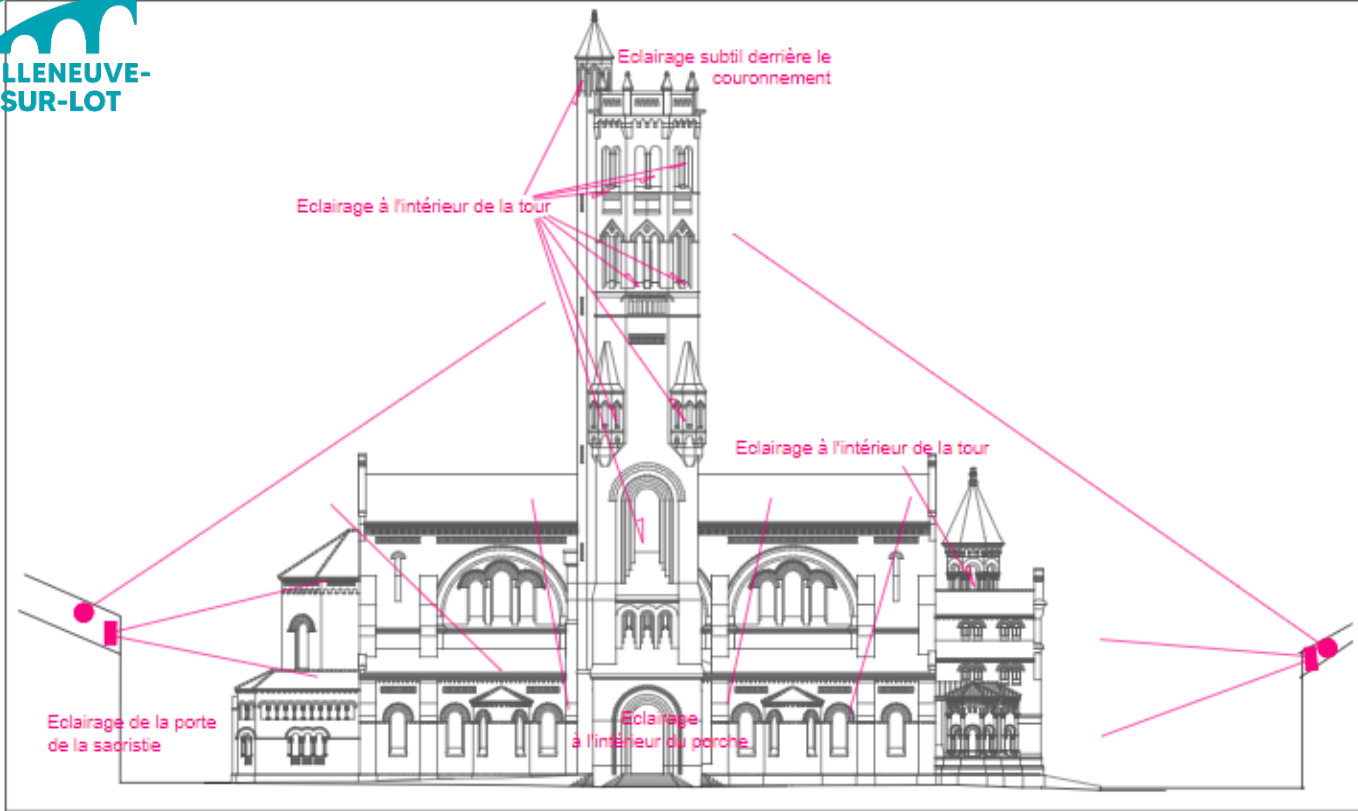 LLENEUVE-
SUR-LOT
Eclairage subtil derrière le
couronnement
Eclairage à l'intérieur de la tour
Eclairage à l'intérieur de la tour
Eclairage de la porte
de la sacristie
Eclairage
à l'intérieur du porche